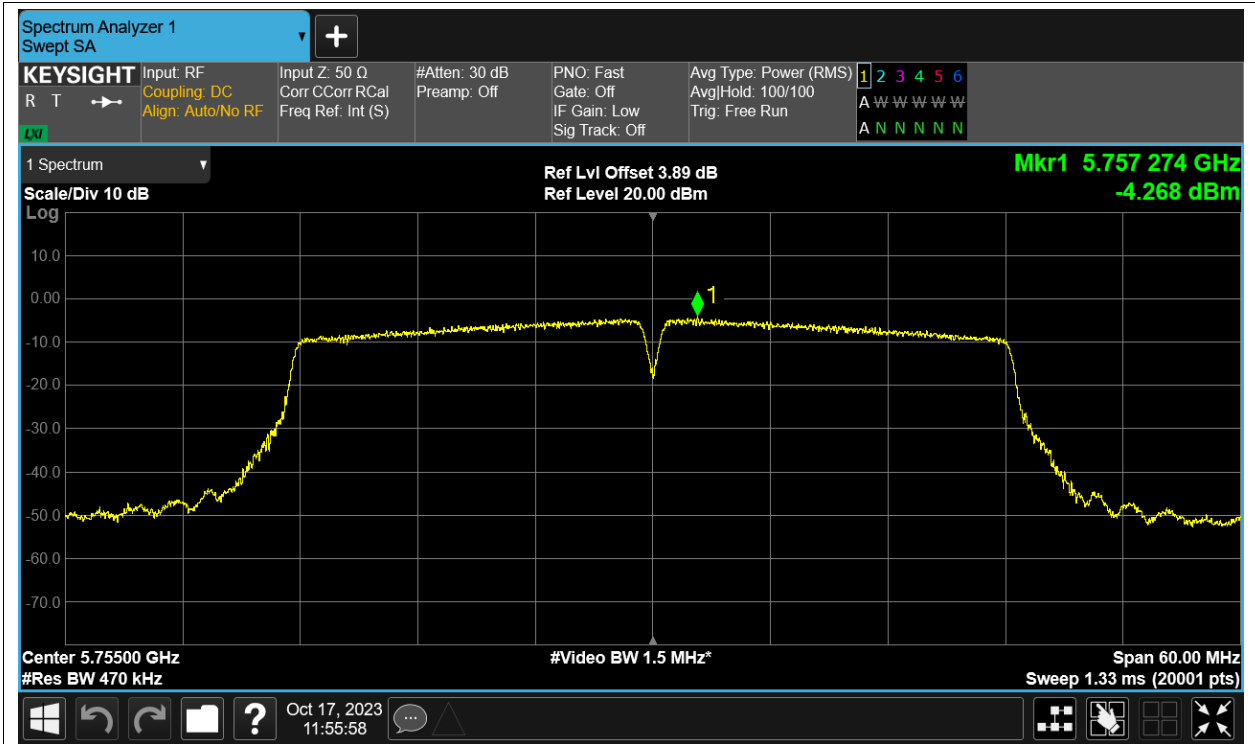 Spectrum Analyzer 1
Swept SA
KEYSIGHT
R T
LXI
Input: RF
Coupling: DC
Align: Auto/No RF
Input Z: 50 Ω
Corr CCorr RCal
Freq Ref: Int (S)
#Atten: 30 dB
Preamp: Off
PNO: Fast
Gate: Off
IF Gain: Low
Sig Track: Off
Avg Type: Power (RMS)
Avg|Hold: 100/100
Trig: Free Run
1 2 3 4 5 6
A W W W W W
A N N N N N
1 Spectrum
Scale/Div 10 dB
Log
Ref Lvl Offset 3.89 dB
Ref Level 20.00 dBm
Mkr1 5.757 274 GHz
-4.268 dBm
10.0
0.00
1
-10.0
-20.0
-30.0
-40.0
-50.0
-60.0
-70.0
Center 5.75500 GHz
#Video BW 1.5 MHz*
Span 60.00 MHz
#Res BW 470 kHz
Sweep 1.33 ms (20001 pts)
?
Oct 17, 2023
11:55:58